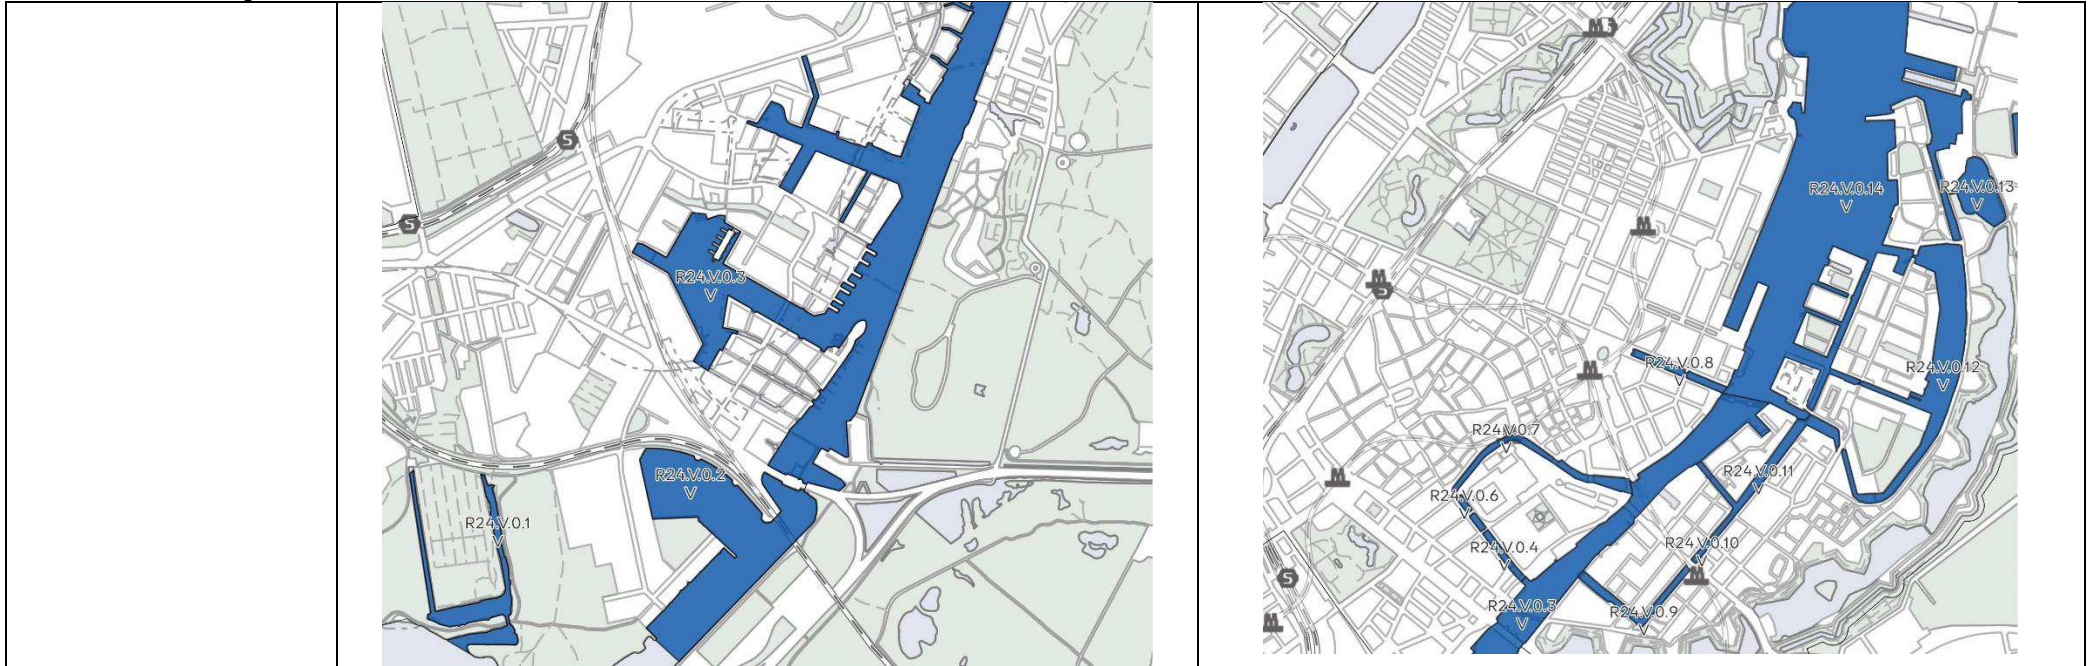 S
S
R24.V.0.3
V
R24.V.0.2
V
R24.V.0.1
V
M S
R24.V.0.14
V
R24.V.0.13
V
M
M
S
R24.V.0.8
V
M
R24.V.0.12
V
R24.V.0.7
V
M
R24.V.0.11
V
R24.V.0.6
V
R24.V.0.4
V
R24.V.0.10
V
M
S
R24.V.0.3
V
R24.V.0.9
V
M